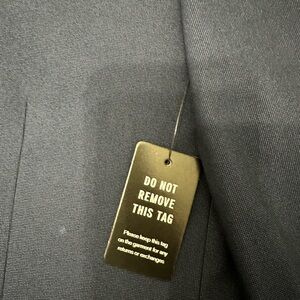 DO NOT
REMOVE
THIS TAG
Please keep this tag
on the garment for any
returns or exchanges